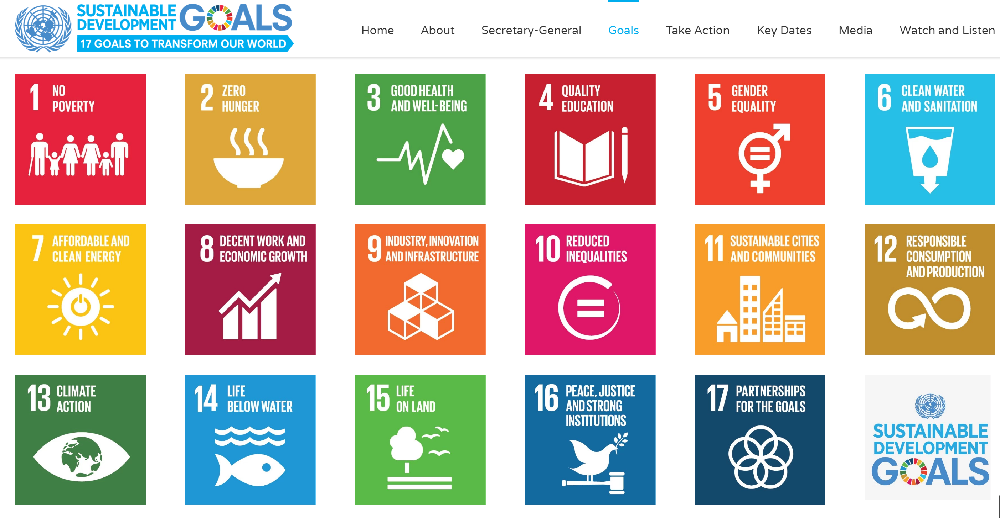 SUSTAINABLE
DEVELOPMENT GOALS
17 GOALS TO TRANSFORM OUR WORLD
Home About Secretary-General Goals Take Action Key Dates Media Watch and Listen
1 NO
POVERTY
2 ZERO
HUNGER
3 GOOD HEALTH
AND WELL-BEING
4 QUALITY
EDUCATION
5 GENDER
EQUALITY
6 CLEAN WATER
AND SANITATION
7 AFFORDABLE AND
CLEAN ENERGY
8 DECENT WORK AND
ECONOMIC GROWTH
9 INDUSTRY, INNOVATION
AND INFRASTRUCTURE
10 REDUCED
INEQUALITIES
11 SUSTAINABLE CITIES
AND COMMUNITIES
12 RESPONSIBLE
CONSUMPTION
AND PRODUCTION
13 CLIMATE
ACTION
14 LIFE
BELOW WATER
15 LIFE
ON LAND
16 PEACE, JUSTICE
AND STRONG
INSTITUTIONS
17 PARTNERSHIPS
FOR THE GOALS
SUSTAINABLE
DEVELOPMENT
GOALS